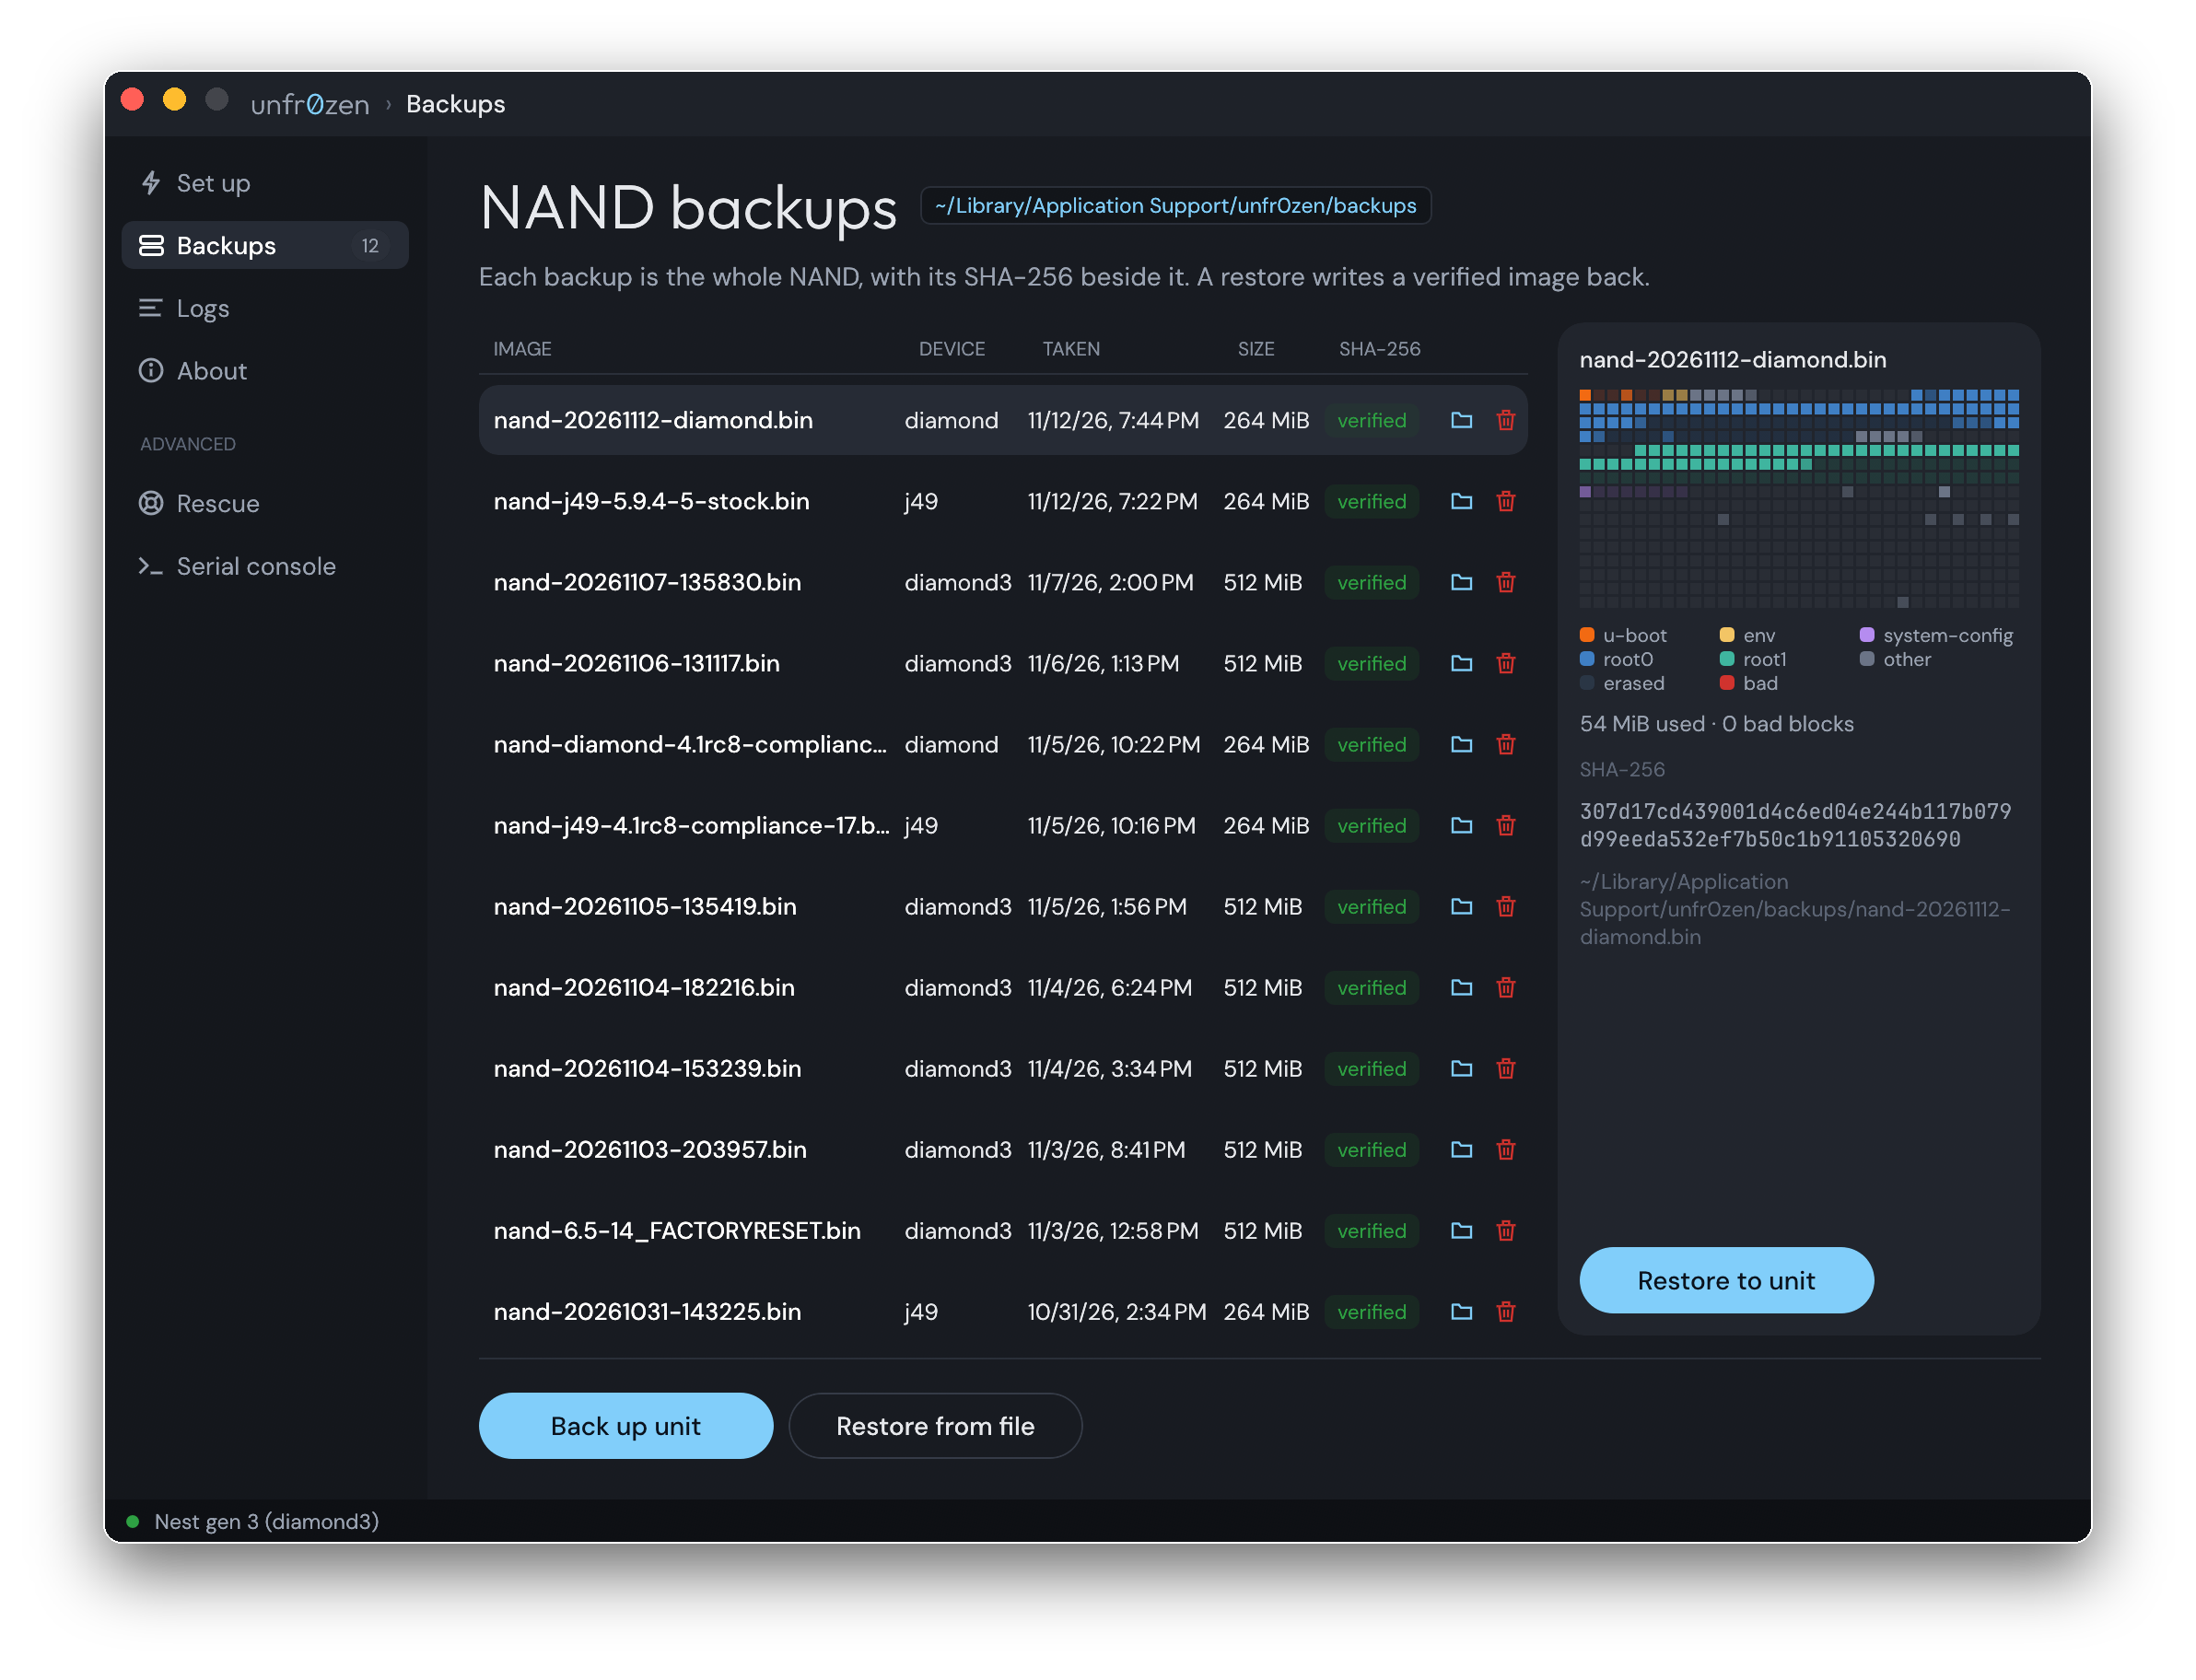 unfr0zen › Backups
Set up
Backups 12
Logs
About
ADVANCED
Rescue
Serial console
NAND backups ~/Library/Application Support/unfr0zen/backups
Each backup is the whole NAND, with its SHA-256 beside it. A restore writes a verified image back.
IMAGE DEVICE TAKEN SIZE SHA-256
nand-20261112-diamond.bin diamond 11/12/26, 7:44 PM 264 MiB verified
nand-j49-5.9.4-5-stock.bin j49 11/12/26, 7:22 PM 264 MiB verified
nand-20261107-135830.bin diamond3 11/7/26, 2:00 PM 512 MiB verified
nand-20261106-131117.bin diamond3 11/6/26, 1:13 PM 512 MiB verified
nand-diamond-4.1rc8-complianc... diamond 11/5/26, 10:22 PM 264 MiB verified
nand-j49-4.1rc8-compliance-17.b... j49 11/5/26, 10:16 PM 264 MiB verified
nand-20261105-135419.bin diamond3 11/5/26, 1:56 PM 512 MiB verified
nand-20261104-182216.bin diamond3 11/4/26, 6:24 PM 512 MiB verified
nand-20261104-153239.bin diamond3 11/4/26, 3:34 PM 512 MiB verified
nand-20261103-203957.bin diamond3 11/3/26, 8:41 PM 512 MiB verified
nand-6.5-14_FACTORYRESET.bin diamond3 11/3/26, 12:58 PM 512 MiB verified
nand-20261031-143225.bin j49 10/31/26, 2:34 PM 264 MiB verified
nand-20261112-diamond.bin
u-boot env system-config
root0 root1 other
erased bad
54 MiB used · 0 bad blocks
SHA-256
307d17cd439001d4c6ed04e244b117b079
d99eeda532ef7b50c1b91105320690
~/Library/Application
Support/unfr0zen/backups/nand-20261112-
diamond.bin
Restore to unit
Back up unit Restore from file
Nest gen 3 (diamond3)